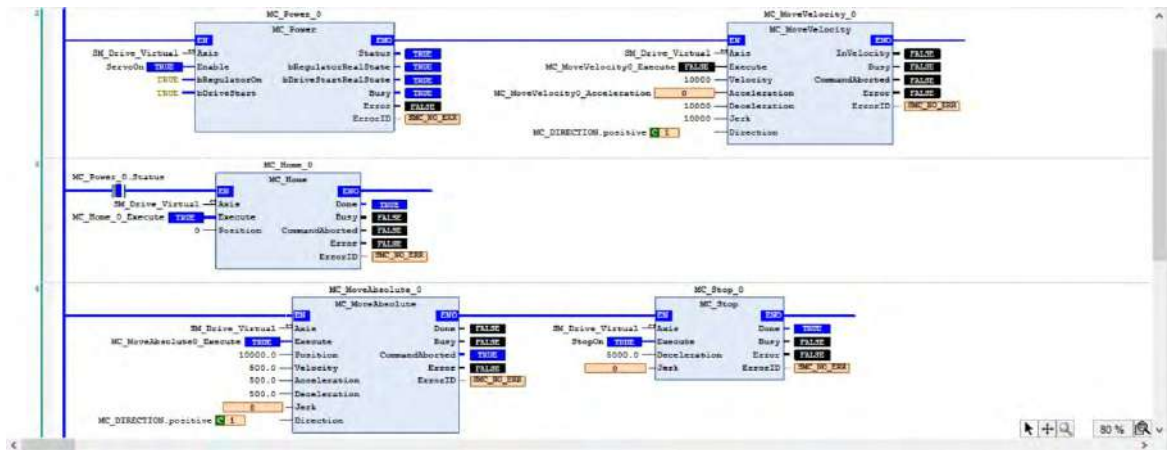 2
MC_Power_0
MC_Power
EN
ENO
SM_Drive_Virtual
Axis
Status
TRUE
ServoOn
TRUE
Enable
bRegulatorRealState
TRUE
TRUE
bRegulatorOn
bDriveStartRealState
TRUE
TRUE
bDriveStart
Busy
TRUE
Error
FALSE
ErrorID
SMC_NO_ERR
MC_MoveVelocity_0
MC_MoveVelocity
EN
ENO
SM_Drive_Virtual
Axis
InVelocity
FALSE
MC_MoveVelocity0_Execute
FALSE
Execute
Busy
FALSE
10000
Velocity
CommandAborted
FALSE
MC_MoveVelocity0_Acceleration
0
Acceleration
Error
FALSE
10000
Deceleration
ErrorID
SMC_NO_ERR
10000
Jerk
MC_DIRECTION.positive
C
1
Direction
3
MC_Power_0.Status
MC_Home_0
MC_Home
EN
ENO
SM_Drive_Virtual
Axis
Done
TRUE
MC_Home_0_Execute
TRUE
Execute
Busy
FALSE
0
Position
CommandAborted
FALSE
Error
FALSE
ErrorID
SMC_NO_ERR
MC_MoveAbsolute_0
MC_MoveAbsolute
EN
ENO
SM_Drive_Virtual
Axis
Done
FALSE
MC_MoveAbsolute0_Execute
TRUE
Execute
Busy
FALSE
10000.0
Position
CommandAborted
TRUE
Velocity
Error
FALSE
500.0
Acceleration
ErrorID
SMC_NO_ERR
500.0
Deceleration
Jerk
MC_DIRECTION.positive
C
1
Direction
MC_Stop_0
MC_Stop
EN
ENO
SM_Drive_Virtual
Axis
Done
TRUE
StopOn
TRUE
Execute
Busy
FALSE
5000.0
Deceleration
Error
FALSE
0
Jerk
ErrorID
SMC_NO_ERR
80 %